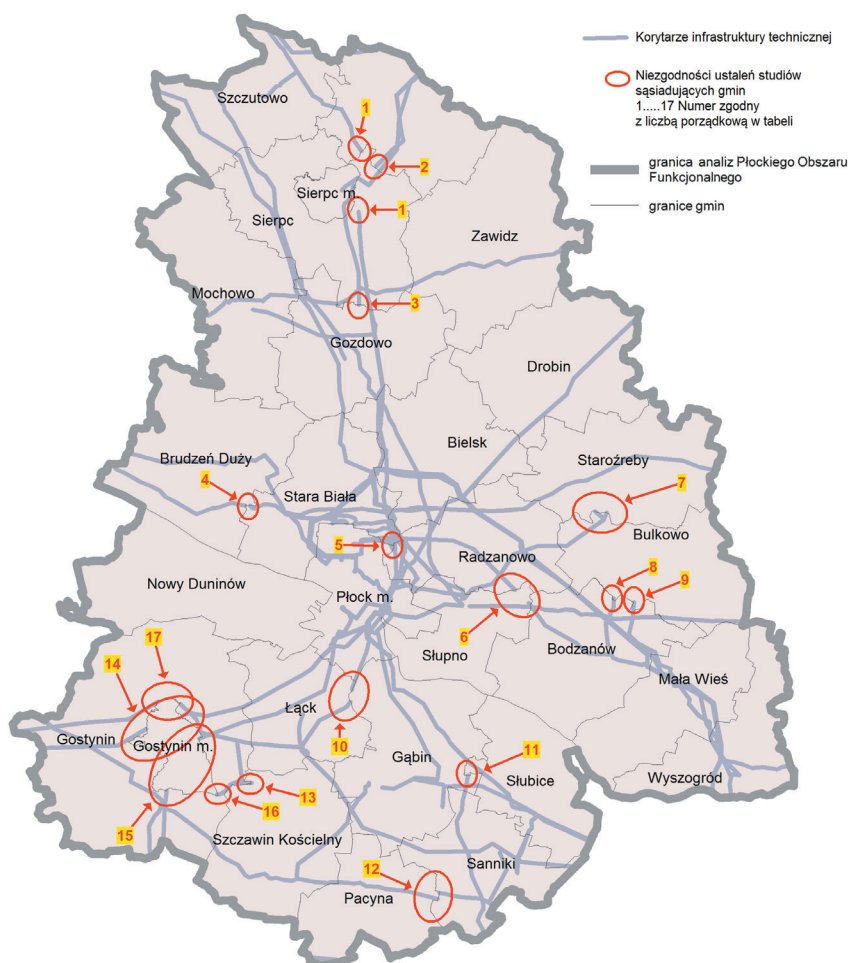 Korytarze infrastruktury technicznej
Niezgodności ustaleń studiów
sąsiadujących gmin
1.....17 Numer zgodny
z liczbą porządkową w tabeli
granica analiz Płockiego Obszaru
Funkcjonalnego
granice gmin
Szczutowo
1
2
Sierpc m.
1
Sierpc
Zawidz
Mochowo
3
Gozdowo
Drobin
Bielsk
Brudzeń Duży
Staroźreby
4
Stara Biała
7
5
Bulkowo
Radzanowo
8
9
Nowy Duninów
Płock m.
6
Bodzanów
Słupno
17
14
Mała Wieś
Łąck
Gostynin
Gostynin m.
10
Gąbin
11
Słubice
Wyszogród
13
16
15
Szczawin Kościelny
Sanniki
12
Pacyna